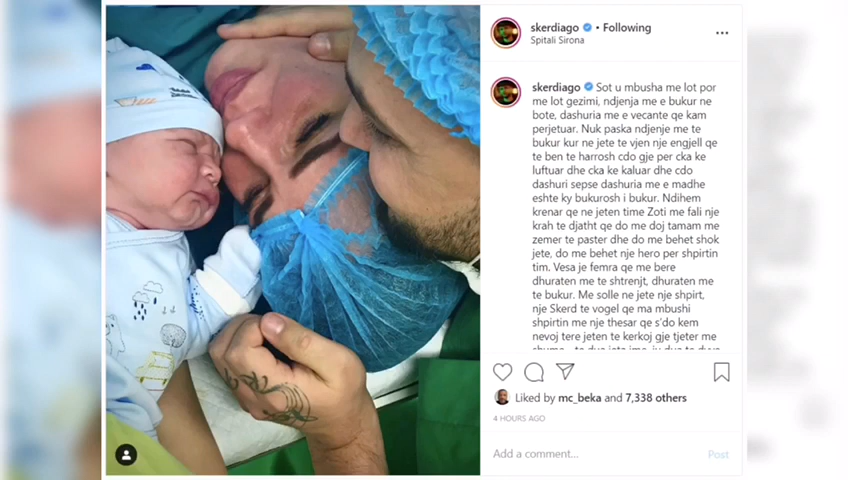 skerdiago • Following
Spitali Sirona
skerdiago Sot u mbusha me lot por
me lot gezimi, ndjenja me e bukur ne
bote, dashuria me e vecante qe kam
perjetuar. Nuk paska ndjenje me te
bukur kur ne jete te vjen nje engjell qe
te ben te harrosh cdo gje per cka ke
luftuar dhe cka ke kaluar dhe cdo
dashuri sepse dashuria me e madhe
eshte ky bukurosh i bukur. Ndihem
krenar qe ne jeten time Zoti me fali nje
krah te djatht qe do me doj tamam me
zemer te paster dhe do me behet shok
jete, do me behet nje hero per shpirtin
tim. Vesa je femra qe me bere
dhuraten me te shtrenjt, dhuraten me
te bukur. Me solle ne jete nje shpirt,
nje Skerd te vogel qe ma mbushi
shpirtin me nje thesar qe s'do kem
nevoj tere jeten te kerkoj gje tjeter me
Liked by mc_beka and 7,338 others
4 HOURS AGO
Add a comment...
Post